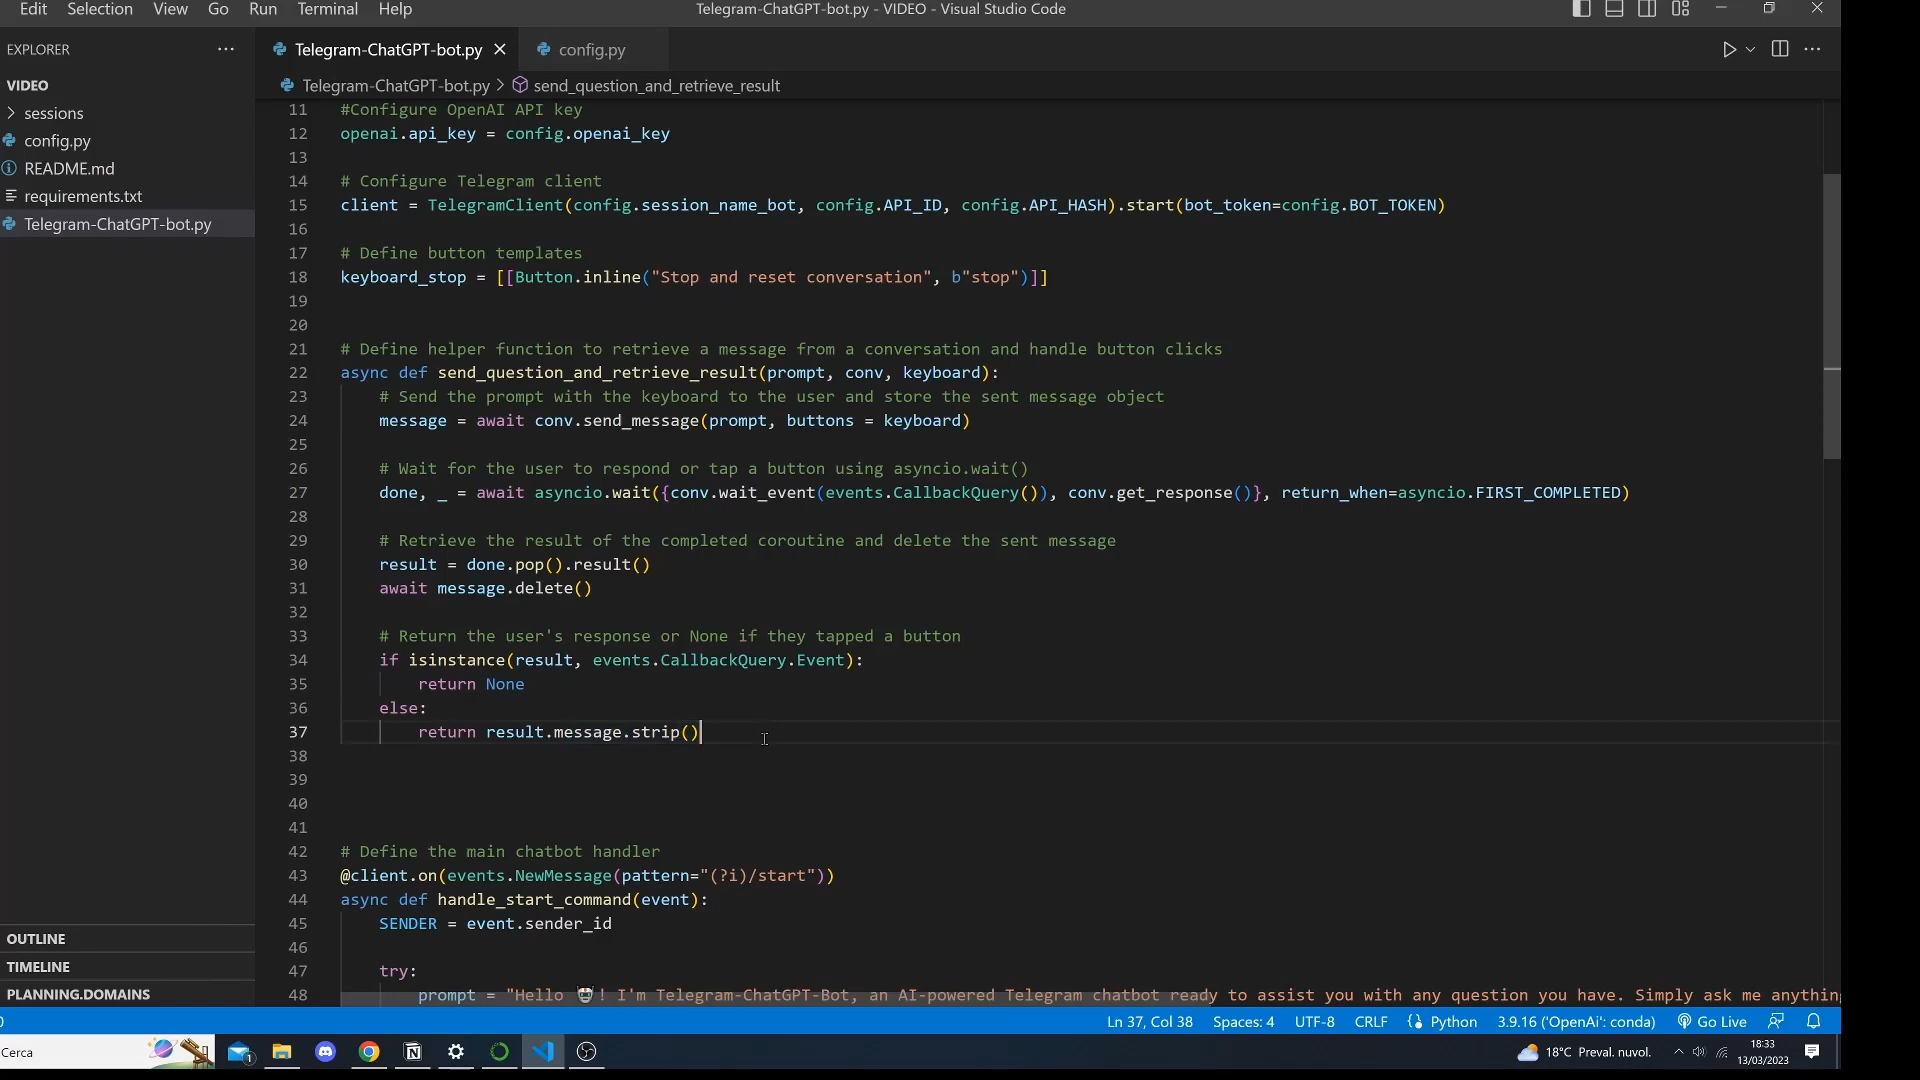 Edit Selection View Go Run Terminal Help
Telegram-ChatGPT-bot.py - VIDEO - Visual Studio Code
EXPLORER ···
Telegram-ChatGPT-bot.py
config.py
VIDEO
sessions
config.py
README.md
requirements.txt
Telegram-ChatGPT-bot.py
Telegram-ChatGPT-bot.py > send_question_and_retrieve_result
11 #Configure OpenAI API key
12 openai.api_key = config.openai_key
13
14 # Configure Telegram client
15 client = TelegramClient(config.session_name_bot, config.API_ID, config.API_HASH).start(bot_token=config.BOT_TOKEN)
16
17 # Define button templates
18 keyboard_stop = [[Button.inline("Stop and reset conversation", b"stop")]]
19
20
21 # Define helper function to retrieve a message from a conversation and handle button clicks
22 async def send_question_and_retrieve_result(prompt, conv, keyboard):
23 # Send the prompt with the keyboard to the user and store the sent message object
24 message = await conv.send_message(prompt, buttons = keyboard)
25
26 # Wait for the user to respond or tap a button using asyncio.wait()
27 done, _ = await asyncio.wait({conv.wait_event(events.CallbackQuery()), conv.get_response()}, return_when=asyncio.FIRST_COMPLETED)
28
29 # Retrieve the result of the completed coroutine and delete the sent message
30 result = done.pop().result()
31 await message.delete()
32
33 # Return the user's response or None if they tapped a button
34 if isinstance(result, events.CallbackQuery.Event):
35 return None
36 else:
37 return result.message.strip()
38
39
40
41
42 # Define the main chatbot handler
43 @client.on(events.NewMessage(pattern="(?i)/start"))
44 async def handle_start_command(event):
45 SENDER = event.sender_id
46
47 try:
48 prompt = "Hello 🤖! I'm Telegram-ChatGPT-Bot, an AI-powered Telegram chatbot ready to assist you with any question you have. Simply ask me anythin
OUTLINE
TIMELINE
PLANNING.DOMAINS
0
Ln 37, Col 38 Spaces: 4 UTF-8 CRLF Python 3.9.16 ('OpenAi': conda) Go Live
Cerca
1
18°C Preval. nuvol.
18:33
13/03/2023